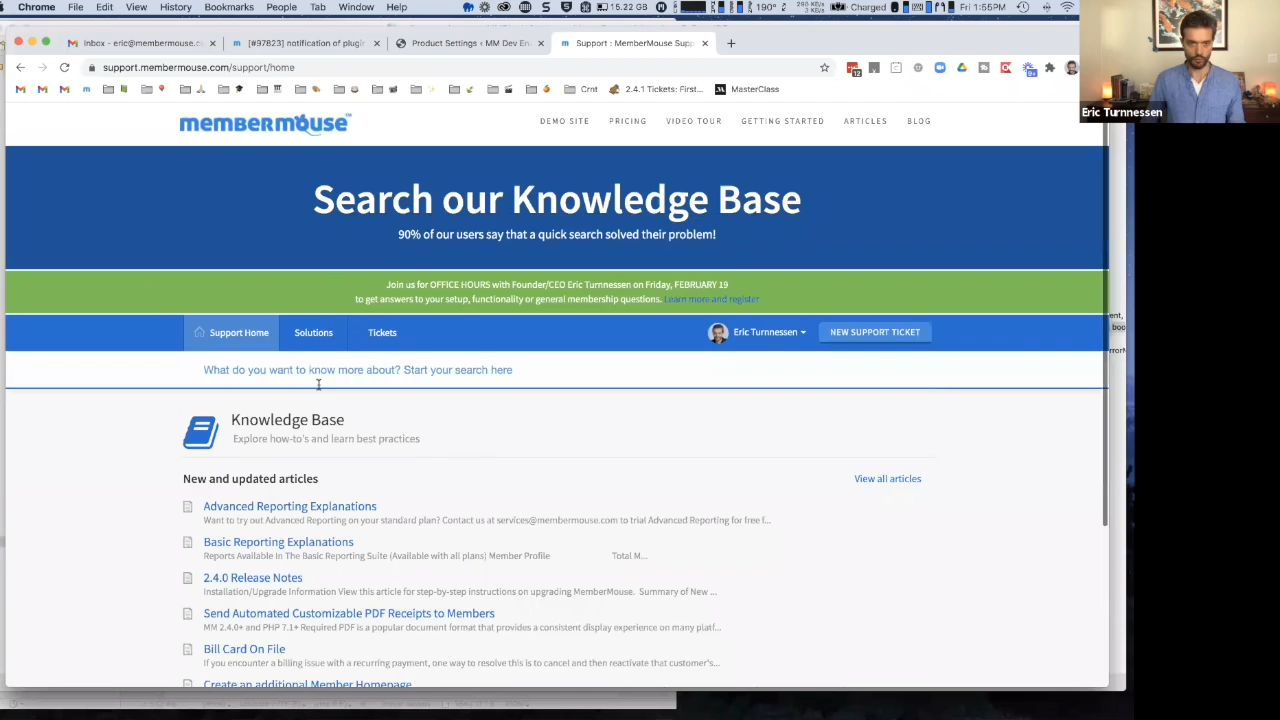 Chrome File Edit View History Bookmarks People Tab Window Help 15.22 GB 190° Charged Fri 1:55PM
Inbox - eric@membermouse.c
[#97823] notification of plugi
Product Settings ‹ MM Dev En
Support : MemberMouse Supp
support.membermouse.com/support/home
12
9+
Crnt
2.4.1 Tickets: First...
MasterClass
Eric Turnnessen
membermouse
DEMO SITE PRICING VIDEO TOUR GETTING STARTED ARTICLES BLOG
Search our Knowledge Base
90% of our users say that a quick search solved their problem!
Join us for OFFICE HOURS with Founder/CEO Eric Turnnessen on Friday, FEBRUARY 19
to get answers to your setup, functionality or general membership questions. Learn more and register
Support Home Solutions Tickets Eric Turnnessen NEW SUPPORT TICKET
What do you want to know more about? Start your search here
Knowledge Base
Explore how-to's and learn best practices
New and updated articles View all articles
Advanced Reporting Explanations
Want to try out Advanced Reporting on your standard plan? Contact us at services@membermouse.com to trial Advanced Reporting for free f...
Basic Reporting Explanations
Reports Available In The Basic Reporting Suite (Available with all plans) Member Profile Total M...
2.4.0 Release Notes
Installation/Upgrade Information View this article for step-by-step instructions on upgrading MemberMouse. Summary of New ...
Send Automated Customizable PDF Receipts to Members
MM 2.4.0+ and PHP 7.1+ Required PDF is a popular document format that provides a consistent display experience on many platf...
Bill Card On File
If you encounter a billing issue with a recurring payment, one way to resolve this is to cancel and then reactivate that customer's...
Create an additional Member Homepage